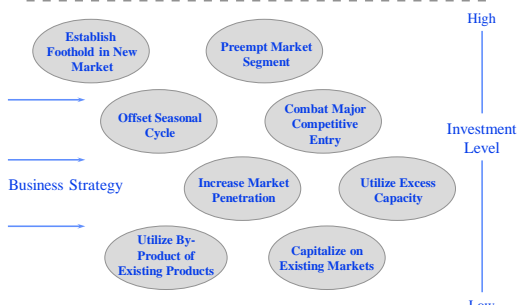 High
Establish
Foothold in New
Market
Preempt Market
Segment
Offset Seasonal
Cycle
Combat Major
Competitive
Entry
Investment
Level
Business Strategy
Increase Market
Penetration
Utilize Excess
Capacity
Utilize By-
Product of
Existing Products
Capitalize on
Existing Markets
Low